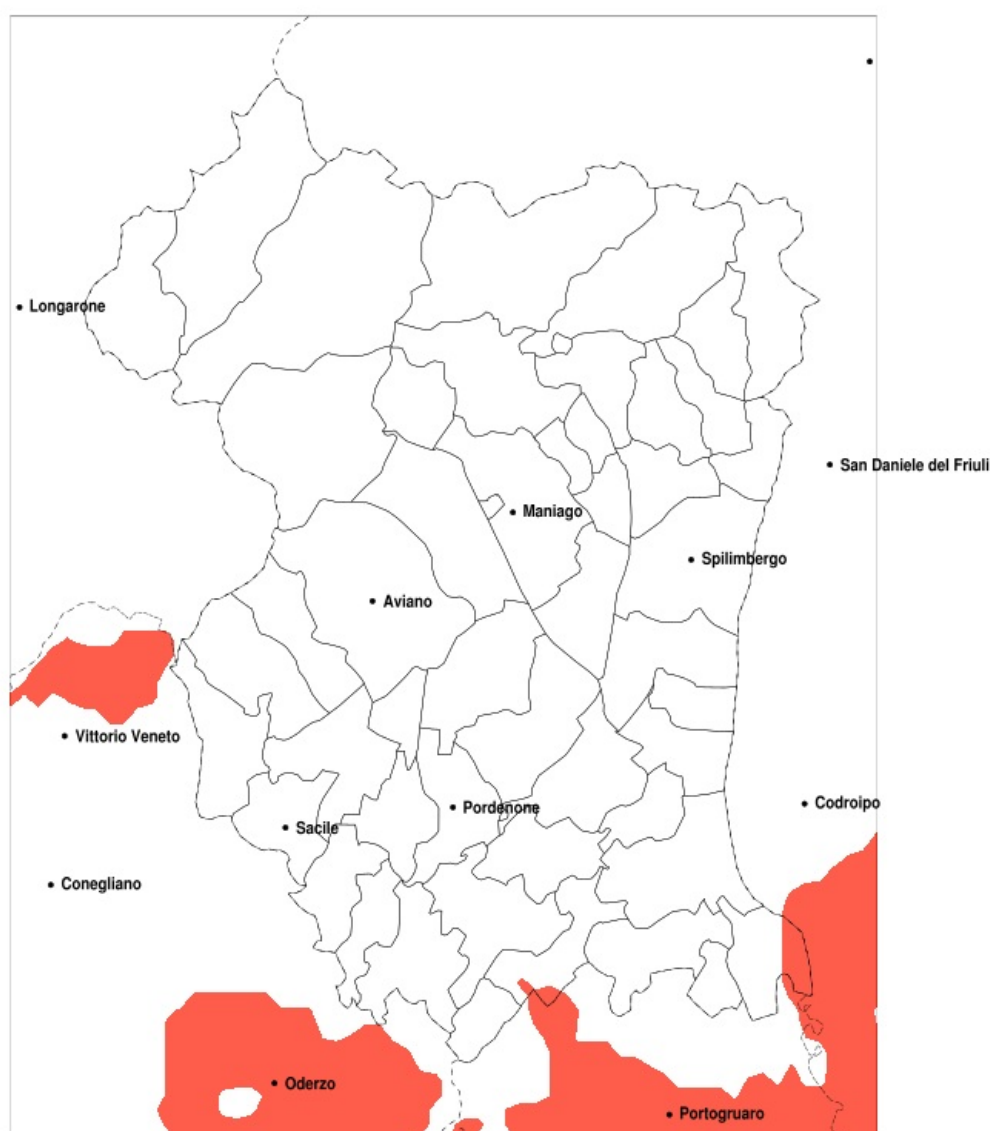 Longarone
San Daniele del Friuli
Maniago
Spilimbergo
Aviano
Vittorio Veneto
Codroipo
Pordenone
Sacile
Conegliano
Oderzo
Portogruaro